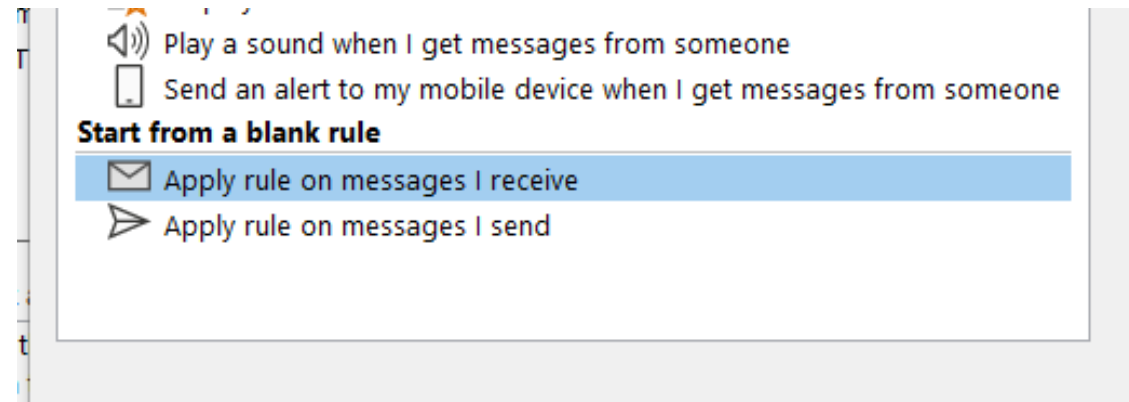 Play a sound when I get messages from someone
Send an alert to my mobile device when I get messages from someone
Start from a blank rule
Apply rule on messages I receive
Apply rule on messages I send